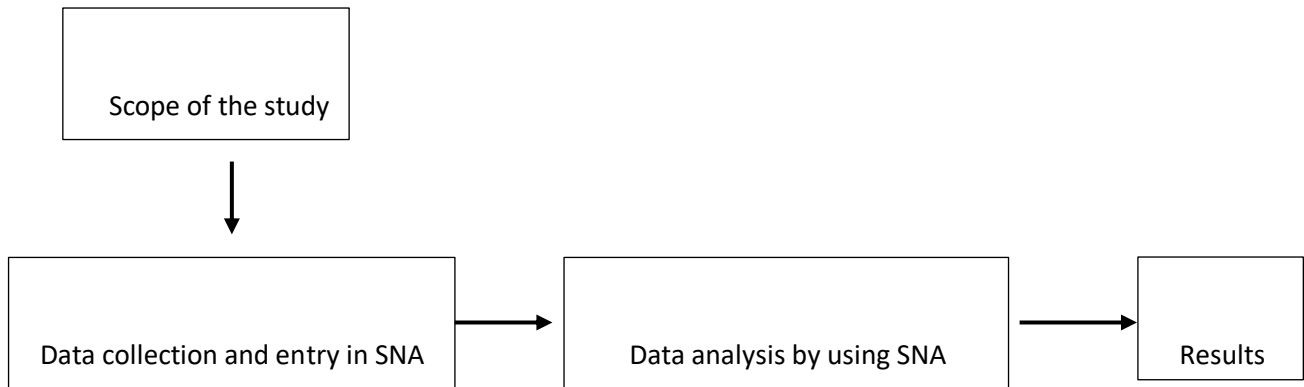 Scope of the study
Data collection and entry in SNA
Data analysis by using SNA
Results